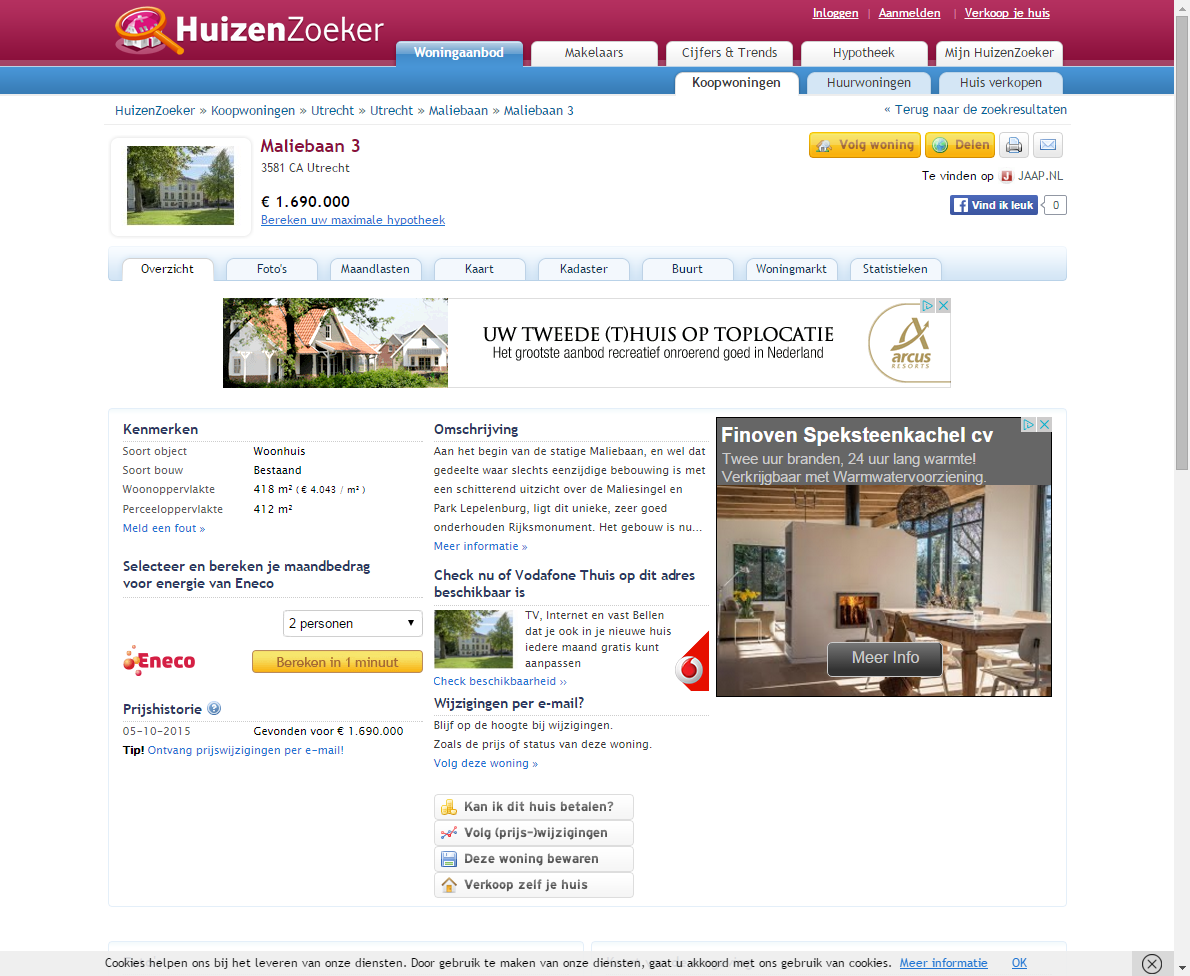 Inloggen | Aanmelden | Verkoop je huis
HuizenZoeker
Woningaanbod Makelaars Cijfers & Trends Hypotheek Mijn HuizenZoeker
Koopwoningen Huurwoningen Huis verkopen
HuizenZoeker » Koopwoningen » Utrecht » Utrecht » Maliebaan » Maliebaan 3
« Terug naar de zoekresultaten
Maliebaan 3
3581 CA Utrecht
€ 1.690.000
Bereken uw maximale hypotheek
Volg woning Delen
Te vinden op JAAP.NL
Vind ik leuk 0
Overzicht Foto's Maandlasten Kaart Kadaster Buurt Woningmarkt Statistieken
UW TWEEDE (T)HUIS OP TOPLOCATIE
Het grootste aanbod recreatief onroerend goed in Nederland
arcus
RESORTS
Kenmerken
Soort object Woonhuis
Soort bouw Bestaand
Woonoppervlakte 418 m² ( € 4.043 / m² )
Perceeloppervlakte 412 m²
Meld een fout »
Selecteer en bereken je maandbedrag
voor energie van Eneco
2 personen
Eneco
Bereken in 1 minuut
Prijshistorie ?
05-10-2015 Gevonden voor € 1.690.000
Tip! Ontvang prijswijzigingen per e-mail!
Omschrijving
Aan het begin van de statige Maliebaan, en wel dat
gedeelte waar slechts eenzijdige bebouwing is met
een schitterend uitzicht over de Maliesingel en
Park Lepelenburg, ligt dit unieke, zeer goed
onderhouden Rijksmonument. Het gebouw is nu...
Meer informatie »
Check nu of Vodafone Thuis op dit adres
beschikbaar is
TV, Internet en vast Bellen
dat je ook in je nieuwe huis
iedere maand gratis kunt
aanpassen
Check beschikbaarheid ››
Wijzigingen per e-mail?
Blijf op de hoogte bij wijzigingen.
Zoals de prijs of status van deze woning.
Volg deze woning »
Kan ik dit huis betalen?
Volg (prijs-)wijzigingen
Deze woning bewaren
Verkoop zelf je huis
Finoven Speksteenkachel cv
Twee uur branden, 24 uur lang warmte!
Verkrijgbaar met Warmwatervoorziening.
Meer Info
Cookies helpen ons bij het leveren van onze diensten. Door gebruik te maken van onze diensten, gaat u akkoord met ons gebruik van cookies. Meer informatie OK